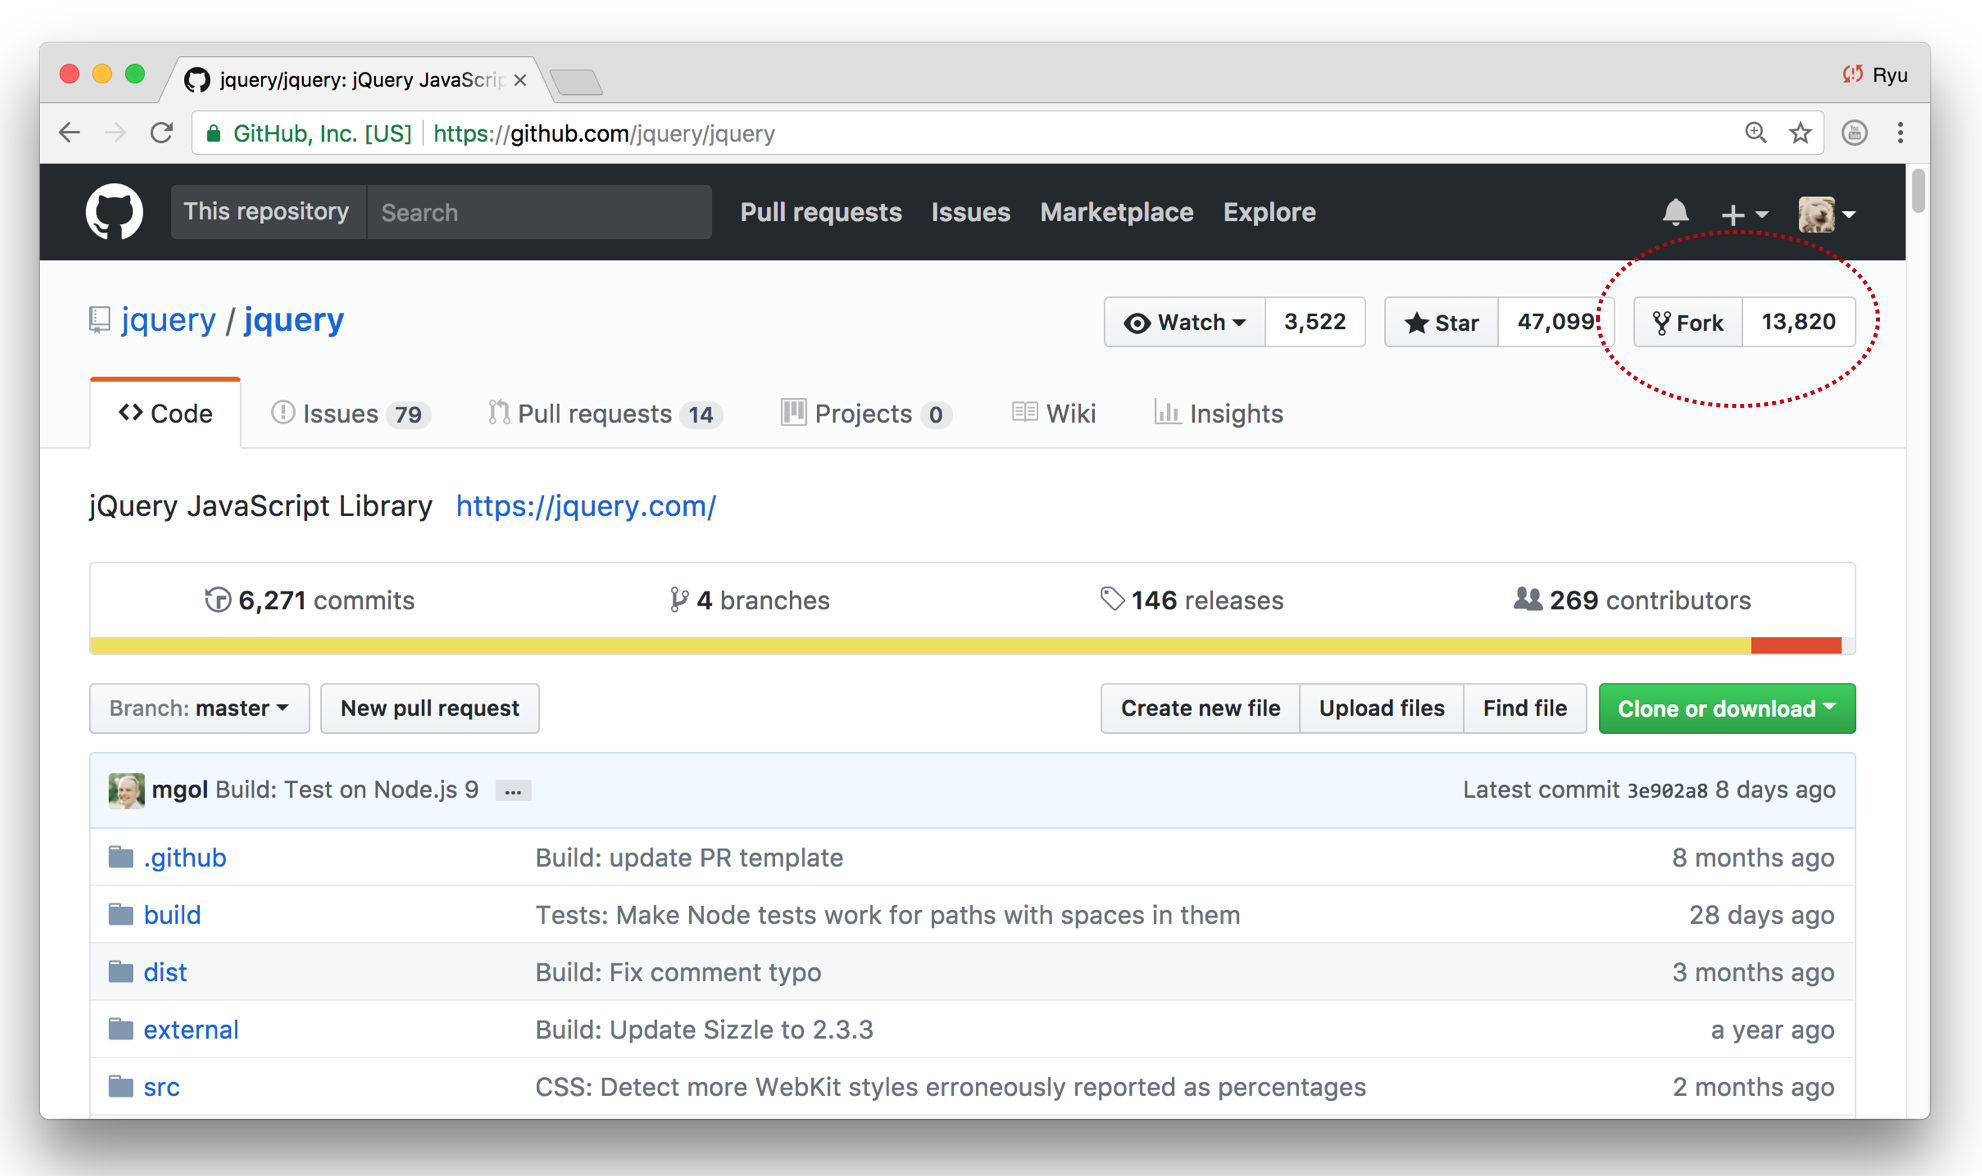 jquery/jquery: jQuery JavaScrip
Ryu
GitHub, Inc. [US] https://github.com/jquery/jquery
This repository Search Pull requests Issues Marketplace Explore
jquery / jquery Watch 3,522 Star 47,099 Fork 13,820
Code Issues 79 Pull requests 14 Projects 0 Wiki Insights
jQuery JavaScript Library https://jquery.com/
6,271 commits 4 branches 146 releases 269 contributors
Branch: master New pull request Create new file Upload files Find file Clone or download
mgol Build: Test on Node.js 9 ... Latest commit 3e902a8 8 days ago
.github Build: update PR template 8 months ago
build Tests: Make Node tests work for paths with spaces in them 28 days ago
dist Build: Fix comment typo 3 months ago
external Build: Update Sizzle to 2.3.3 a year ago
src CSS: Detect more WebKit styles erroneously reported as percentages 2 months ago